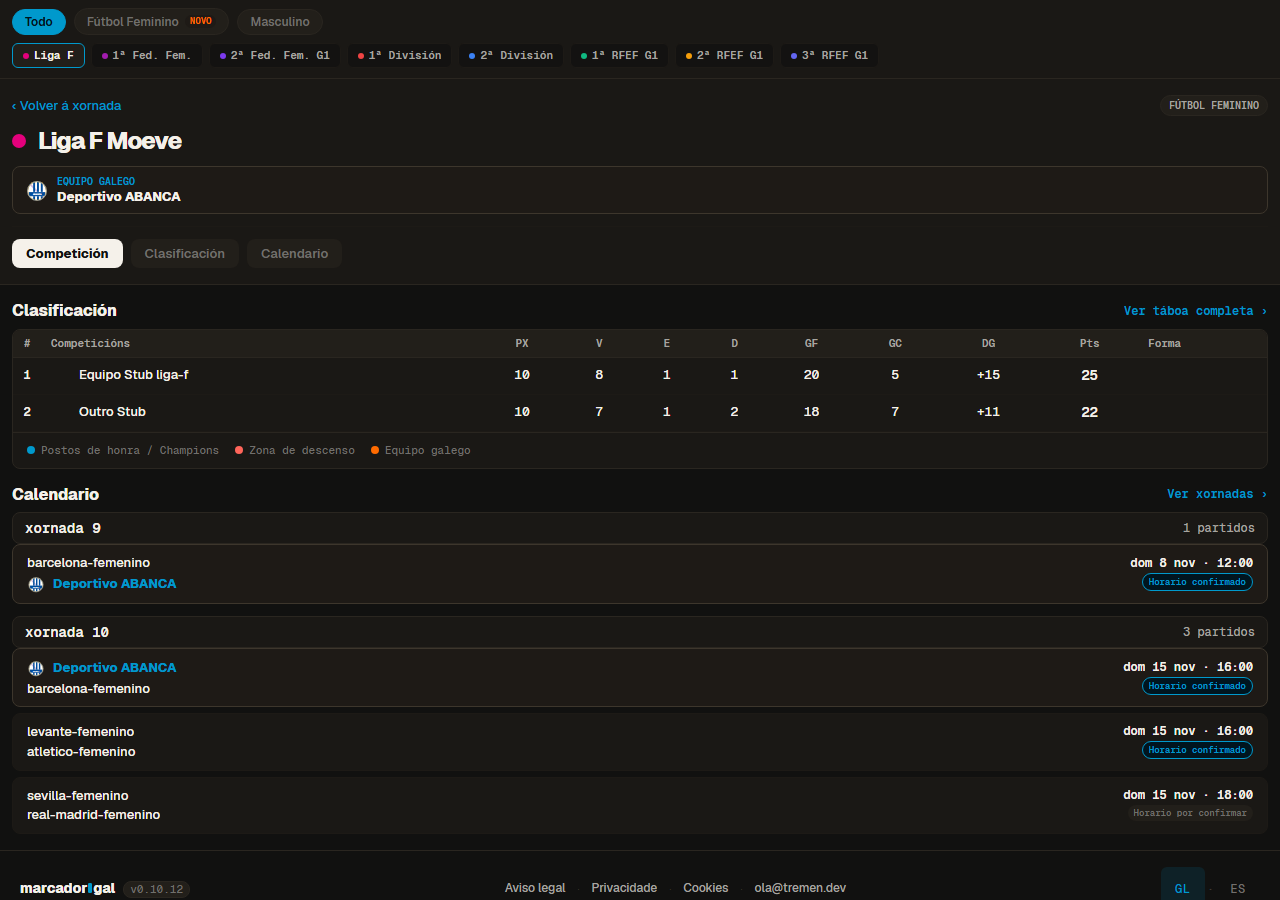 Todo Fútbol Feminino NOVO Masculino
Liga F 1ª Fed. Fem. 2ª Fed. Fem. G1 1ª División 2ª División 1ª RFEF G1 2ª RFEF G1 3ª RFEF G1
‹ Volver á xornada FÚTBOL FEMININO
Liga F Moeve
EQUIPO GALEGO
Deportivo ABANCA
Competición Clasificación Calendario
Clasificación Ver táboa completa ›
# Competicións PX V E D GF GC DG Pts Forma
1 Equipo Stub liga-f 10 8 1 1 20 5 +15 25
2 Outro Stub 10 7 1 2 18 7 +11 22
Postos de honra / Champions Zona de descenso Equipo galego
Calendario Ver xornadas ›
xornada 9 1 partidos
barcelona-femenino dom 8 nov · 12:00
Deportivo ABANCA Horario confirmado
xornada 10 3 partidos
Deportivo ABANCA dom 15 nov · 16:00
barcelona-femenino Horario confirmado
levante-femenino dom 15 nov · 16:00
atletico-femenino Horario confirmado
sevilla-femenino dom 15 nov · 18:00
real-madrid-femenino Horario por confirmar
marcador!gal v0.10.12 Aviso legal · Privacidade · Cookies · ola@tremen.dev GL · ES